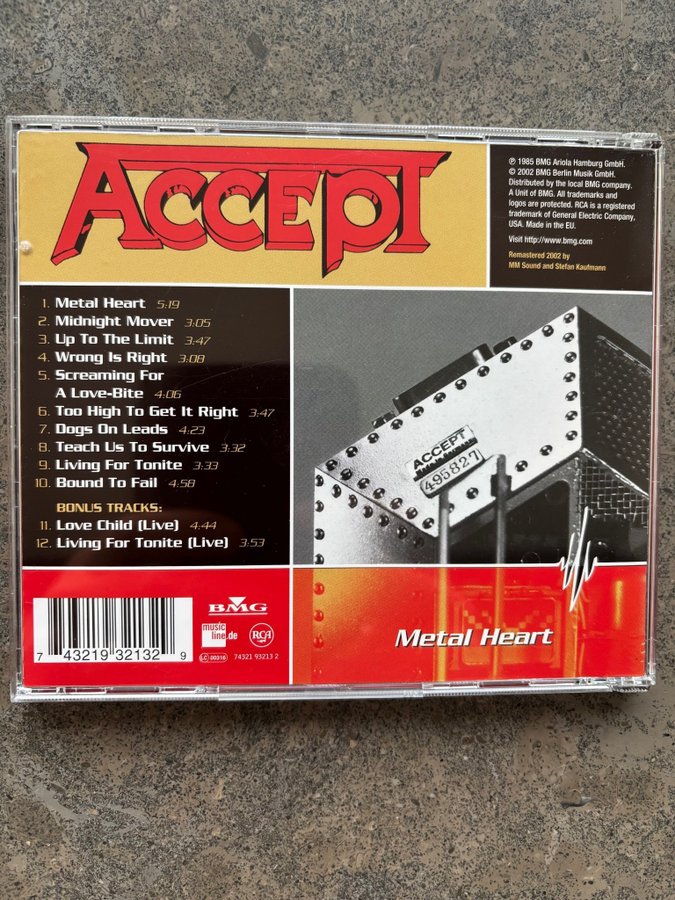 ACCEPT
℗ 1985 BMG Ariola Hamburg GmbH.
© 2002 BMG Berlin Musik GmbH.
Distributed by the local BMG company.
A Unit of BMG. All trademarks and
logos are protected. RCA is a registered
trademark of General Electric Company,
USA. Made in the EU.
Visit http://www.bmg.com
Remastered 2002 by
MM Sound and Stefan Kaufmann
1. Metal Heart 5:19
2. Midnight Mover 3:05
3. Up To The Limit 3:47
4. Wrong Is Right 3:08
5. Screaming For
A Love-Bite 4:06
6. Too High To Get It Right 3:47
7. Dogs On Leads 4:23
8. Teach Us To Survive 3:32
9. Living For Tonite 3:33
10. Bound To Fail 4:58
BONUS TRACKS:
11. Love Child (Live) 4:44
12. Living For Tonite (Live) 3:53
ACCEPT
495827
Metal Heart
BMG
music
line.de
RCA
LC 00316
74321 93213 2
7 43219 32132 9